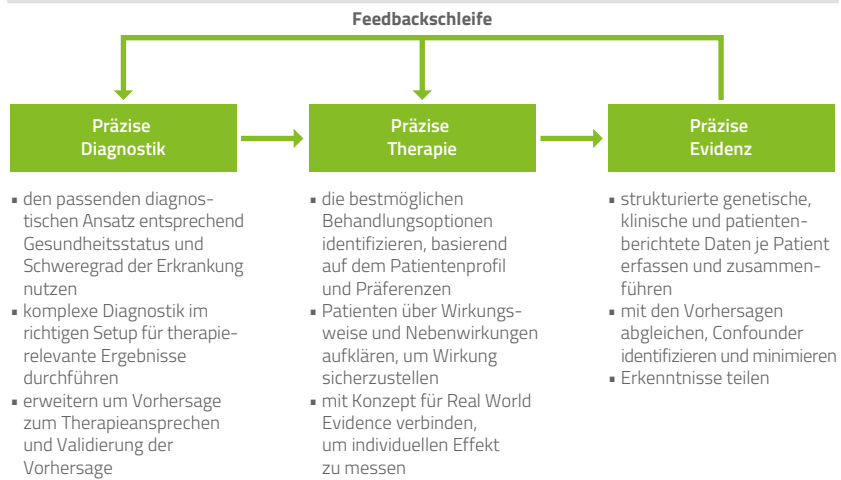 Feedbackschleife
Präzise
Diagnostik
Präzise
Therapie
Präzise
Evidenz
▪ den passenden diagnos-
tischen Ansatz entsprechend
Gesundheitsstatus und
Schweregrad der Erkrankung
nutzen
▪ komplexe Diagnostik im
richtigen Setup für therapie-
relevante Ergebnisse
durchführen
▪ erweitern um Vorhersage
zum Therapieansprechen
und Validierung der
Vorhersage
▪ die bestmöglichen
Behandlungsoptionen
identifizieren, basierend
auf dem Patientenprofil
und Präferenzen
▪ Patienten über Wirkungs-
weise und Nebenwirkungen
aufklären, um Wirkung
sicherzustellen
▪ mit Konzept für Real World
Evidence verbinden,
um individuellen Effekt
zu messen
▪ strukturierte genetische,
klinische und patienten-
berichtete Daten je Patient
erfassen und zusammen-
führen
▪ mit den Vorhersagen
abgleichen, Confounder
identifizieren und minimieren
▪ Erkenntnisse teilen